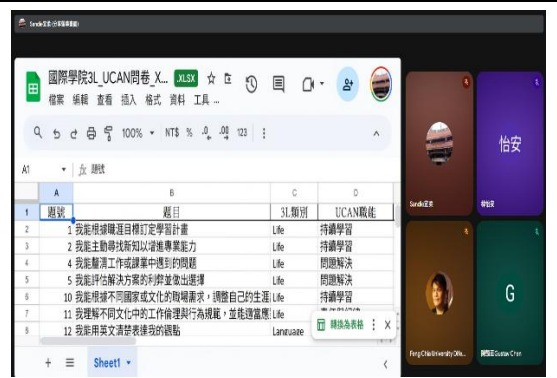 國際學院3L_UCAN問卷_X... .XLSX
檔案 編輯 查看 插入 格式 資料 工具 ...
100% NT$ % .0 .00 123
A1 fx 題號
A B C D
1 題號 題目 3L類別 UCAN職能
2 1 我能根據職涯目標訂定學習計畫 Life 持續學習
3 2 我能主動尋找新知以增進專業能力 Life 持續學習
4 4 我能釐清工作或課業中遇到的問題 Life 問題解決
5 5 我能評估解決方案的利弊並做出選擇 Life 問題解決
6 10 我能根據不同國家或文化的職場需求，調整自己的生涯 Life 持續學習
7 11 我理解不同文化中的工作倫理與行為規範，並能適當應 Life
8 12 我能用英文清楚表達我的觀點 Language
轉換為表格
Sheet1
怡安
G
Feng Chia University Offic...
Gustav Chen